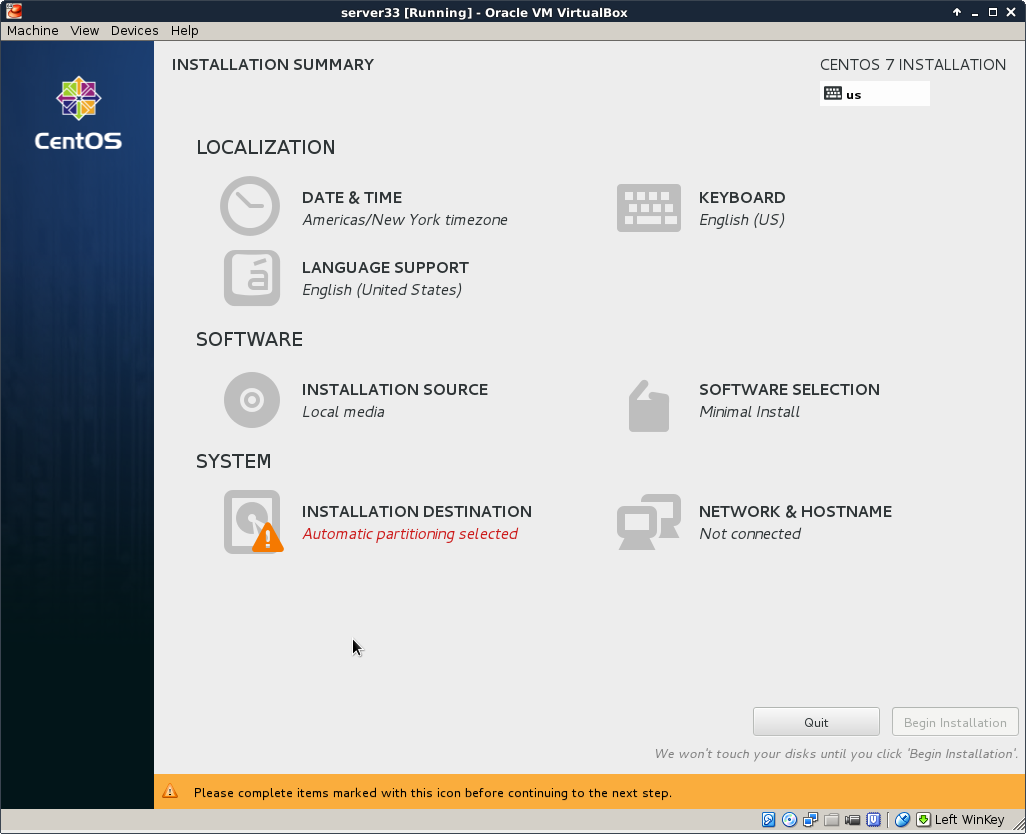 server33 [Running] - Oracle VM VirtualBox
Machine View Devices Help
INSTALLATION SUMMARY
CENTOS 7 INSTALLATION
us
CentOS
LOCALIZATION
DATE & TIME
Americas/New York timezone
KEYBOARD
English (US)
LANGUAGE SUPPORT
English (United States)
SOFTWARE
INSTALLATION SOURCE
Local media
SOFTWARE SELECTION
Minimal Install
SYSTEM
INSTALLATION DESTINATION
Automatic partitioning selected
NETWORK & HOSTNAME
Not connected
Quit
Begin Installation
We won't touch your disks until you click 'Begin Installation'.
Please complete items marked with this icon before continuing to the next step.
Left WinKey